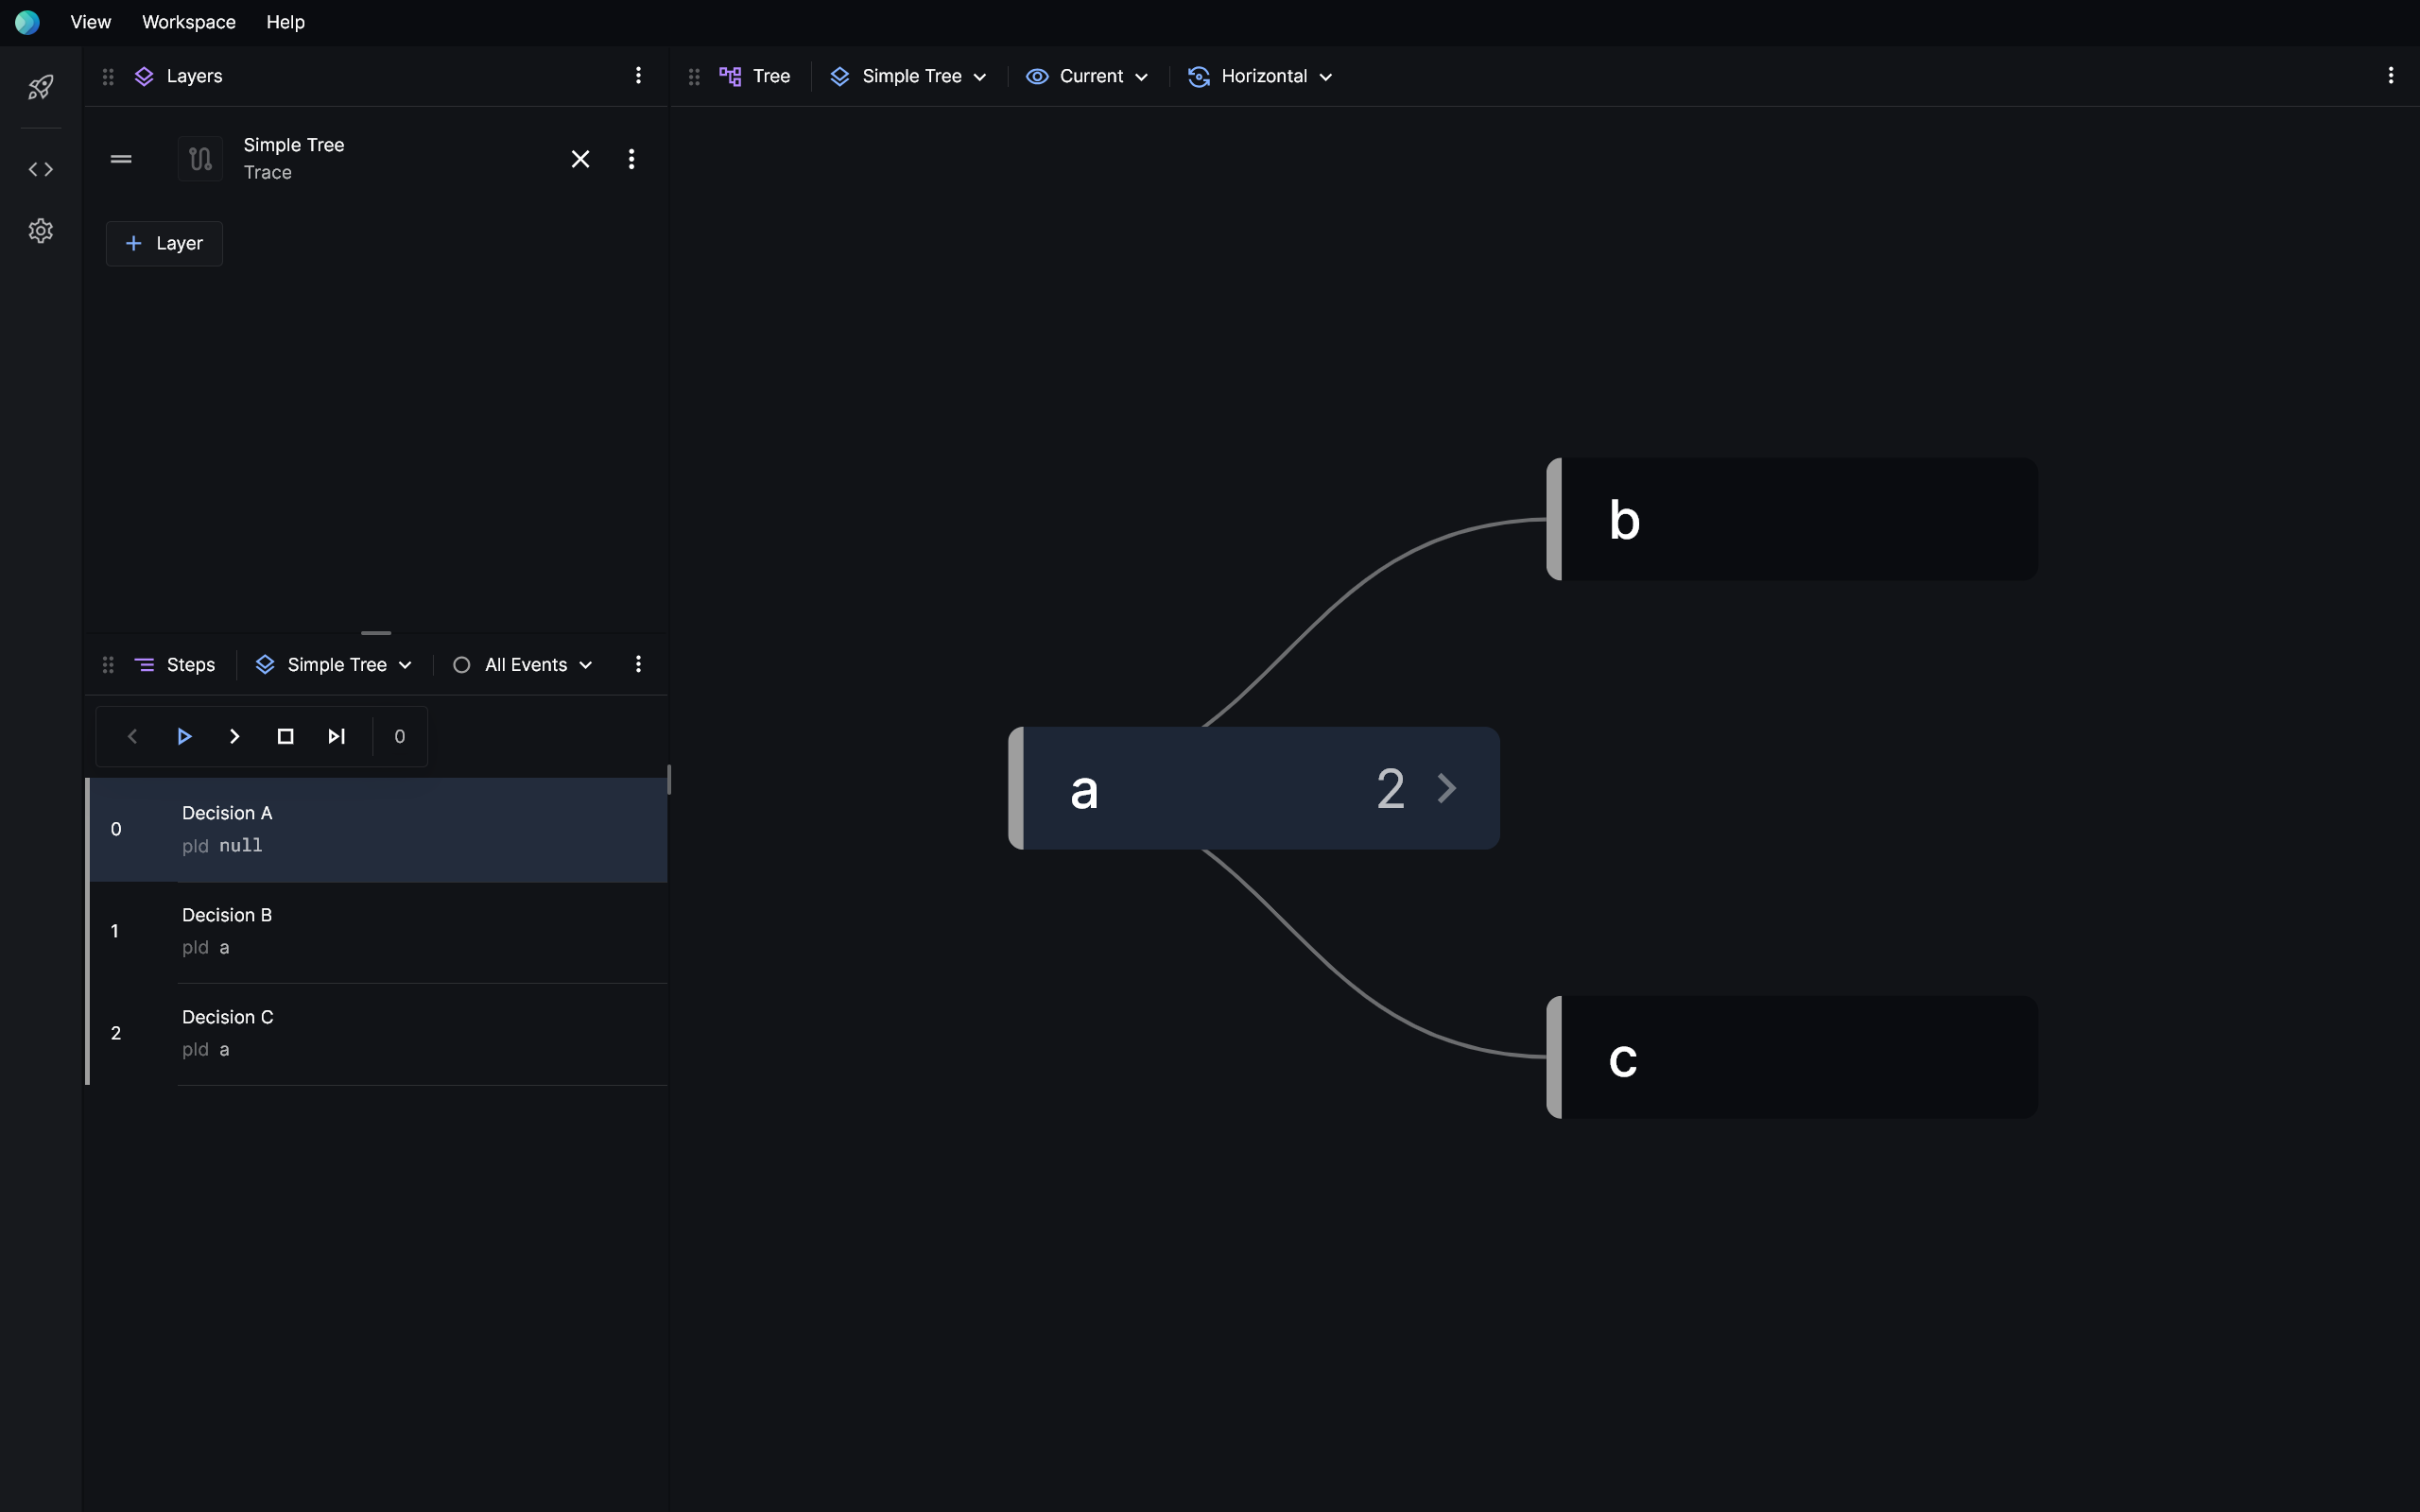 View Workspace Help
Layers
Simple Tree
Trace
Layer
Steps Simple Tree All Events
0
0 Decision A
pId null
1 Decision B
pId a
2 Decision C
pId a
Tree Simple Tree Current Horizontal
b
a 2
c